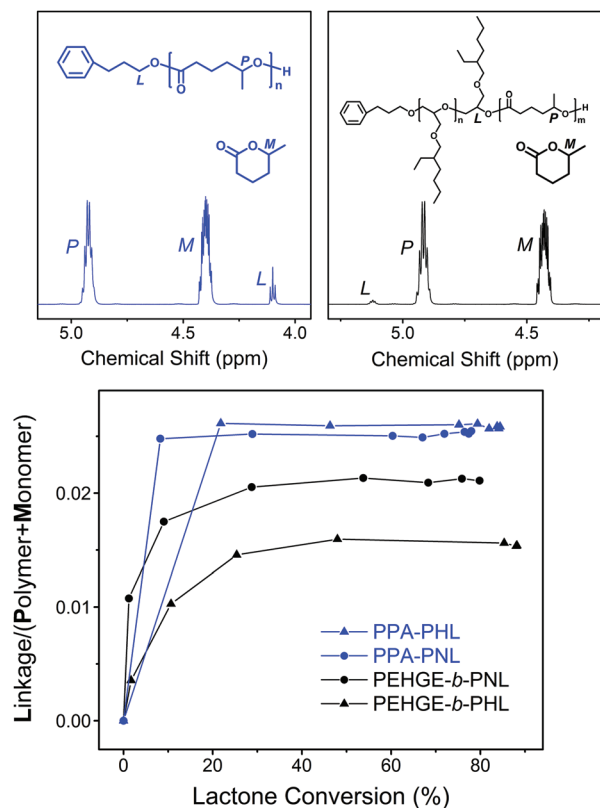 O
O
H
O
P
L
n
O
O
O
M
P
M
L
5.0
4.5
4.0
Chemical Shift (ppm)
O
O
O
O
O
O
H
n
L
P
m
O
O
O
M
P
M
L
5.0
4.5
Chemical Shift (ppm)
Linkage/(Polymer+Monomer)
0.02
0.01
0.00
PPA-PHL
PPA-PNL
PEHGE-b-PNL
PEHGE-b-PHL
0
20
40
60
80
Lactone Conversion (%)